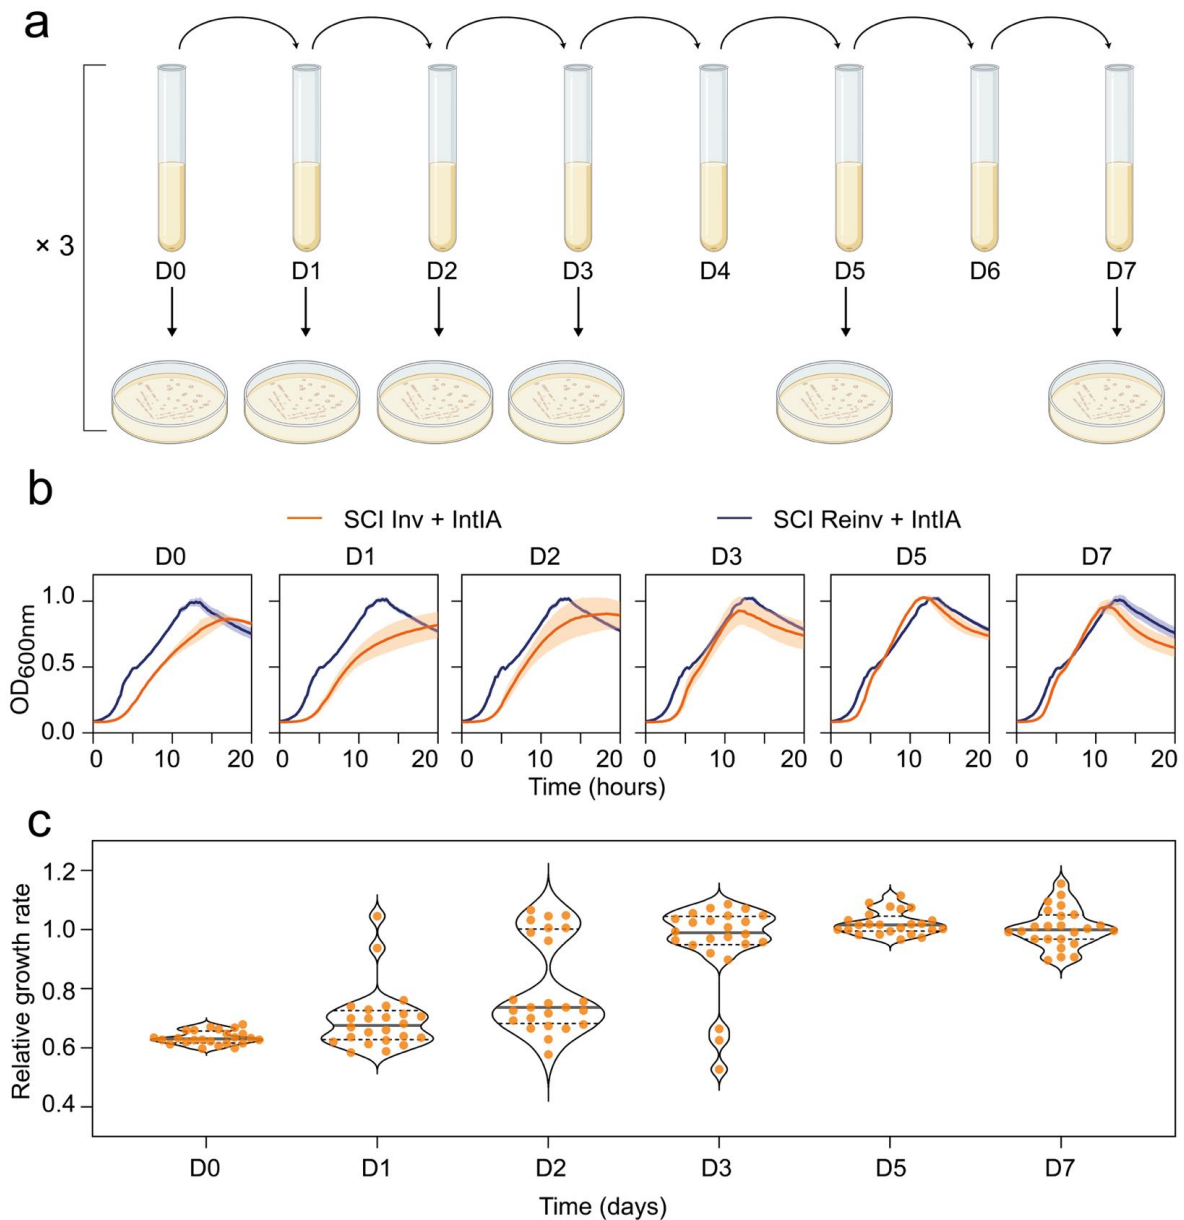 a
× 3
D0 D1 D2 D3 D4 D5 D6 D7
b
SCI Inv + IntIA SCI Reinv + IntIA
D0 D1 D2 D3 D5 D7
OD600nm
1.0
0.5
0.0
0 10 20 0 10 20 0 10 20 0 10 20 0 10 20 0 10 20
Time (hours)
c
Relative growth rate
1.2
1.0
0.8
0.6
0.4
D0 D1 D2 D3 D5 D7
Time (days)